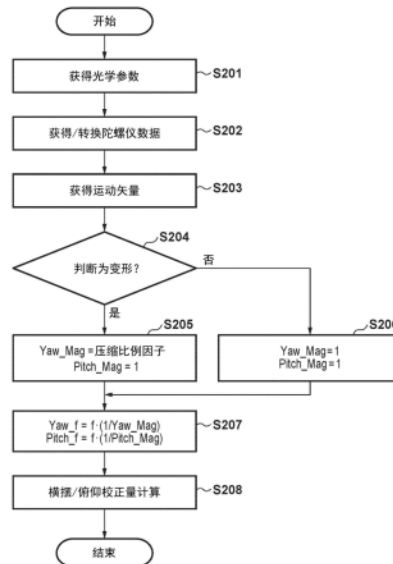 开始
获得光学参数
S201
获得/转换陀螺仪数据
S202
获得运动矢量
S203
S204
判断为变形?
否
是
S205
Yaw_Mag =压缩比例因子
Pitch_Mag = 1
S206
Yaw_Mag=1
Pitch_Mag=1
Yaw_f = f·(1/Yaw_Mag)
Pitch_f = f·(1/Pitch_Mag)
S207
横摆/俯仰校正量计算
S208
结束